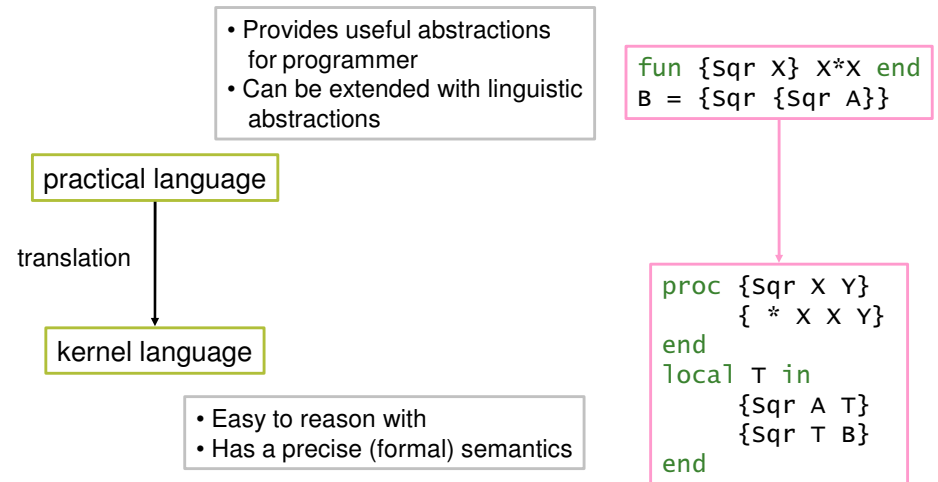 • Provides useful abstractions
for programmer
• Can be extended with linguistic
abstractions
fun {Sqr X} X*X end
B = {Sqr {Sqr A}}
practical language
translation
kernel language
proc {Sqr X Y}
{ * X X Y}
end
local T in
{Sqr A T}
{Sqr T B}
end
• Easy to reason with
• Has a precise (formal) semantics